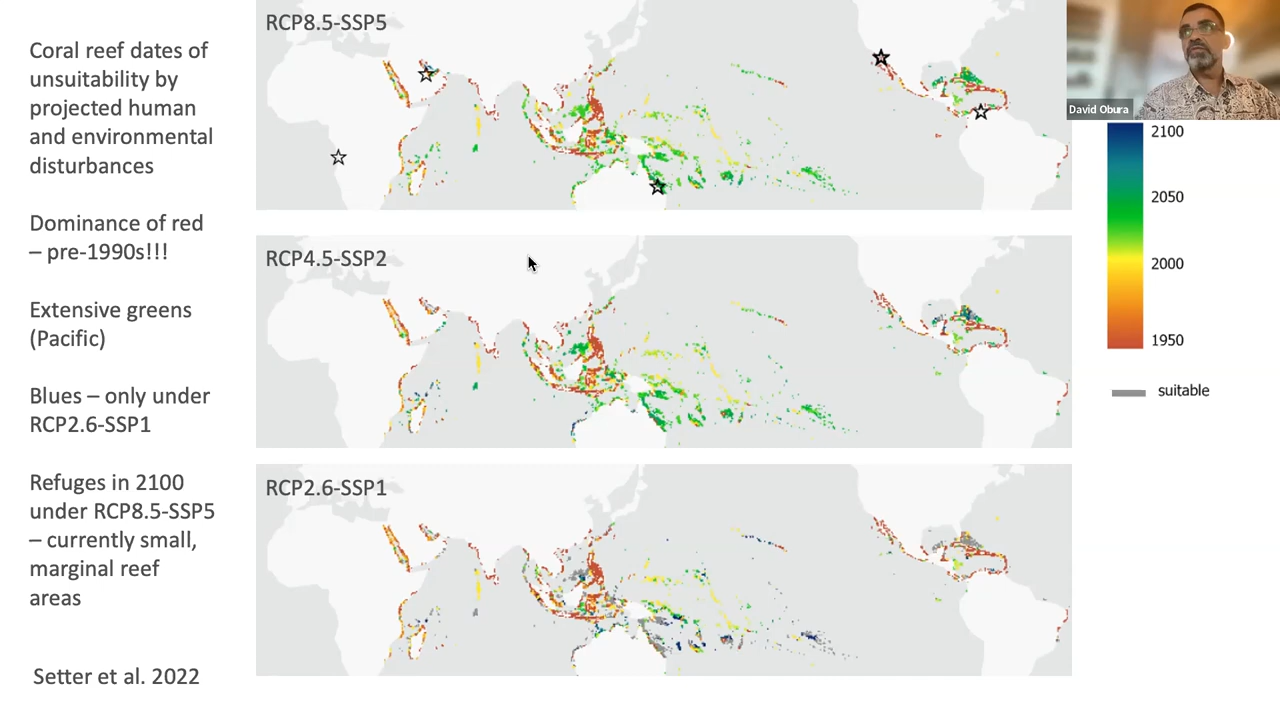 Coral reef dates of
unsuitability by
projected human
and environmental
disturbances
Dominance of red
– pre-1990s!!!
Extensive greens
(Pacific)
Blues – only under
RCP2.6-SSP1
Refuges in 2100
under RCP8.5-SSP5
– currently small,
marginal reef
areas
Setter et al. 2022
RCP8.5-SSP5
RCP4.5-SSP2
RCP2.6-SSP1
David Obura
2100
2050
2000
1950
suitable